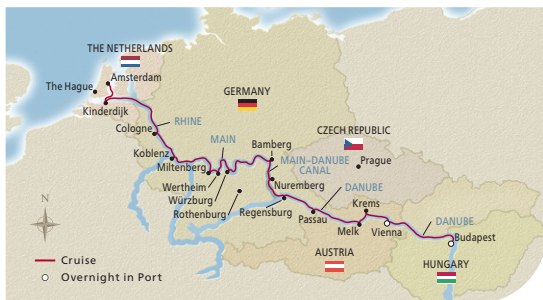 THE NETHERLANDS
Amsterdam
The Hague
Kinderdijk
GERMANY
RHINE
Cologne
MAIN
Koblenz
Bamberg
CZECH REPUBLIC
Miltenberg
MAIN–DANUBE
CANAL
Prague
Wertheim
Würzburg
Nuremberg
DANUBE
Rothenburg
Regensburg
Krems
Passau
DANUBE
N
Melk
Vienna
Budapest
AUSTRIA
HUNGARY
Cruise
Overnight in Port